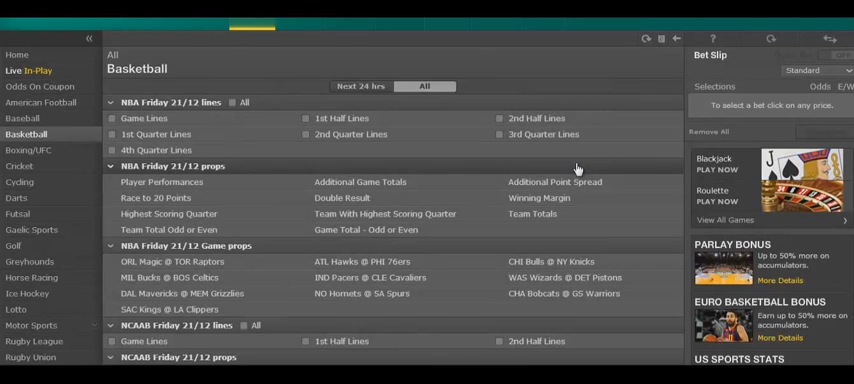 All
Basketball
Next 24 hrs All
Home
Live In-Play
Odds On Coupon
American Football
Baseball
Basketball
Boxing/UFC
Cricket
Cycling
Darts
Futsal
Gaelic Sports
Golf
Greyhounds
Horse Racing
Ice Hockey
Lotto
Motor Sports
Rugby League
Rugby Union
NBA Friday 21/12 lines All
Game Lines 1st Half Lines 2nd Half Lines
1st Quarter Lines 2nd Quarter Lines 3rd Quarter Lines
4th Quarter Lines
NBA Friday 21/12 props
Player Performances Additional Game Totals Additional Point Spread
Race to 20 Points Double Result Winning Margin
Highest Scoring Quarter Team With Highest Scoring Quarter Team Totals
Team Total Odd or Even Game Total - Odd or Even
NBA Friday 21/12 Game props
ORL Magic @ TOR Raptors ATL Hawks @ PHI 76ers CHI Bulls @ NY Knicks
MIL Bucks @ BOS Celtics IND Pacers @ CLE Cavaliers WAS Wizards @ DET Pistons
DAL Mavericks @ MEM Grizzlies NO Hornets @ SA Spurs CHA Bobcats @ GS Warriors
SAC Kings @ LA Clippers
NCAAB Friday 21/12 lines All
Game Lines 1st Half Lines 2nd Half Lines
NCAAB Friday 21/12 props
Bet Slip
Standard
Selections Odds E/W
To select a bet click on any price.
Remove All
Blackjack
PLAY NOW
Roulette
PLAY NOW
View All Games
PARLAY BONUS
Up to 50% more on
accumulators.
More Details
EURO BASKETBALL BONUS
Earn up to 50% more on
accumulators.
More Details
US SPORTS STATS